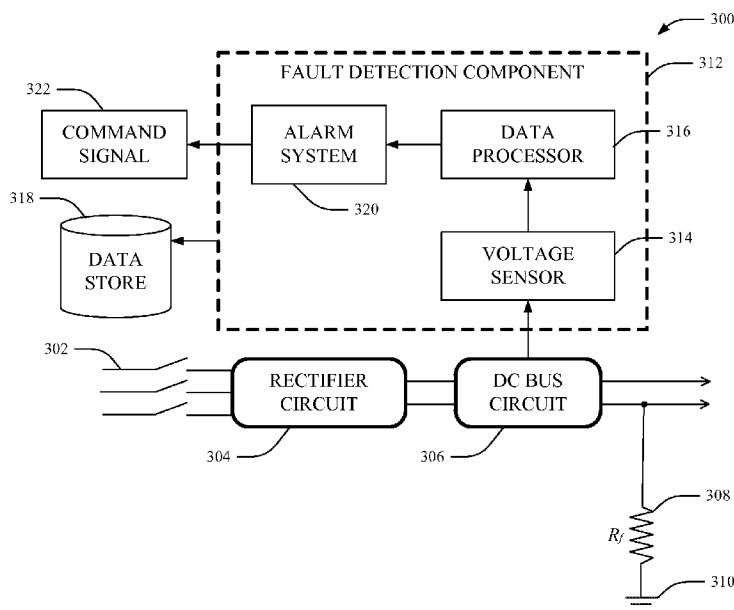 300
FAULT DETECTION COMPONENT
312
322
COMMAND
SIGNAL
ALARM
SYSTEM
DATA
PROCESSOR
316
320
318
DATA
STORE
VOLTAGE
SENSOR
314
302
RECTIFIER
CIRCUIT
DC BUS
CIRCUIT
304
306
308
Rf
310